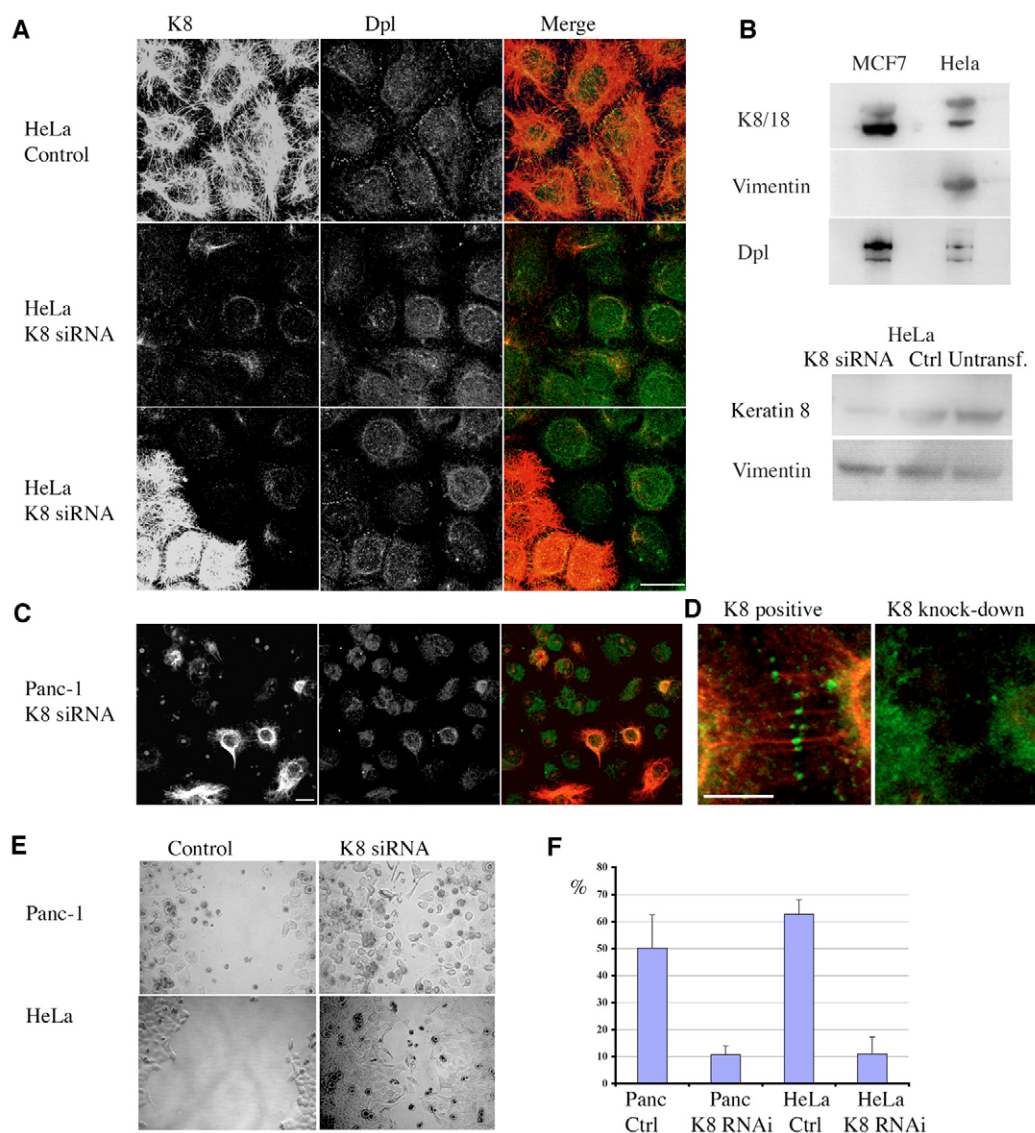 A
K8 Dpl Merge
HeLa
Control
HeLa
K8 siRNA
HeLa
K8 siRNA
B
MCF7 Hela
K8/18
Vimentin
Dpl
HeLa
K8 siRNA Ctrl Untransf.
Keratin 8
Vimentin
C
Panc-1
K8 siRNA
D
K8 positive K8 knock-down
E
Control K8 siRNA
Panc-1
HeLa
F
%
80
70
60
50
40
30
20
10
0
Panc Panc HeLa HeLa
Ctrl K8 RNAi Ctrl K8 RNAi